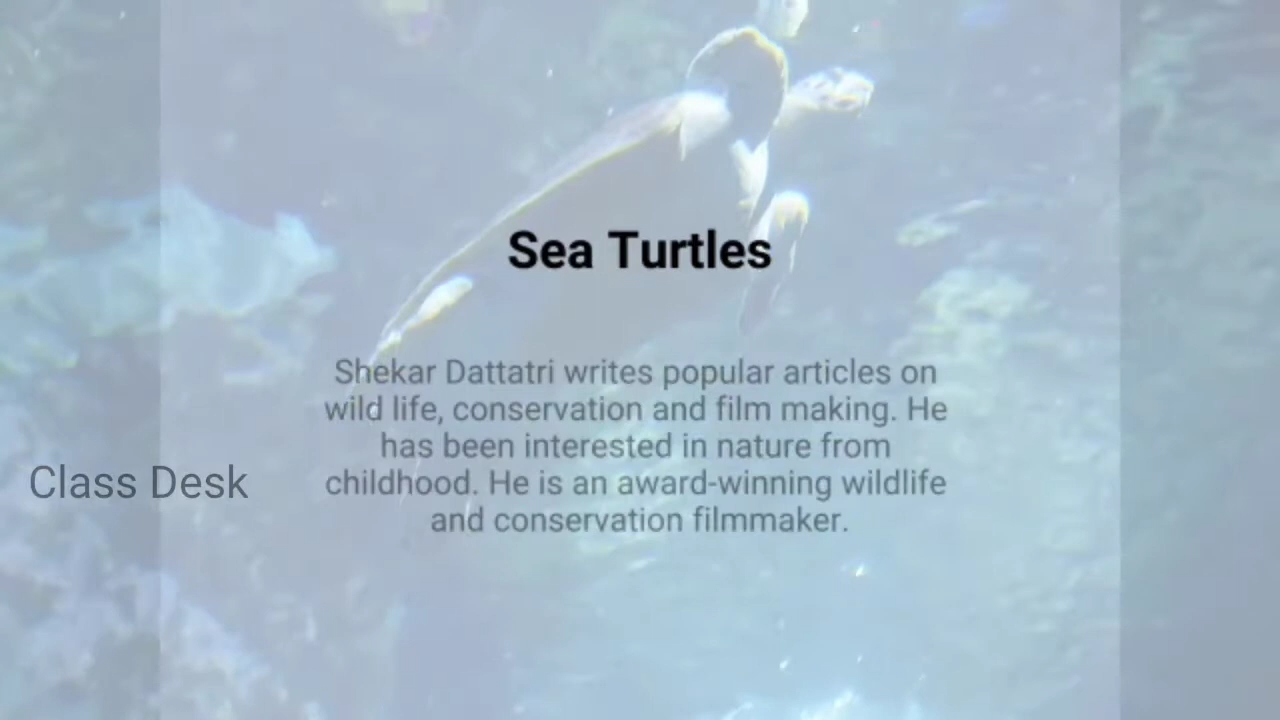 Sea Turtles
Shekar Dattatri writes popular articles on
wild life, conservation and film making. He
has been interested in nature from
childhood. He is an award-winning wildlife
and conservation filmmaker.
Class Desk